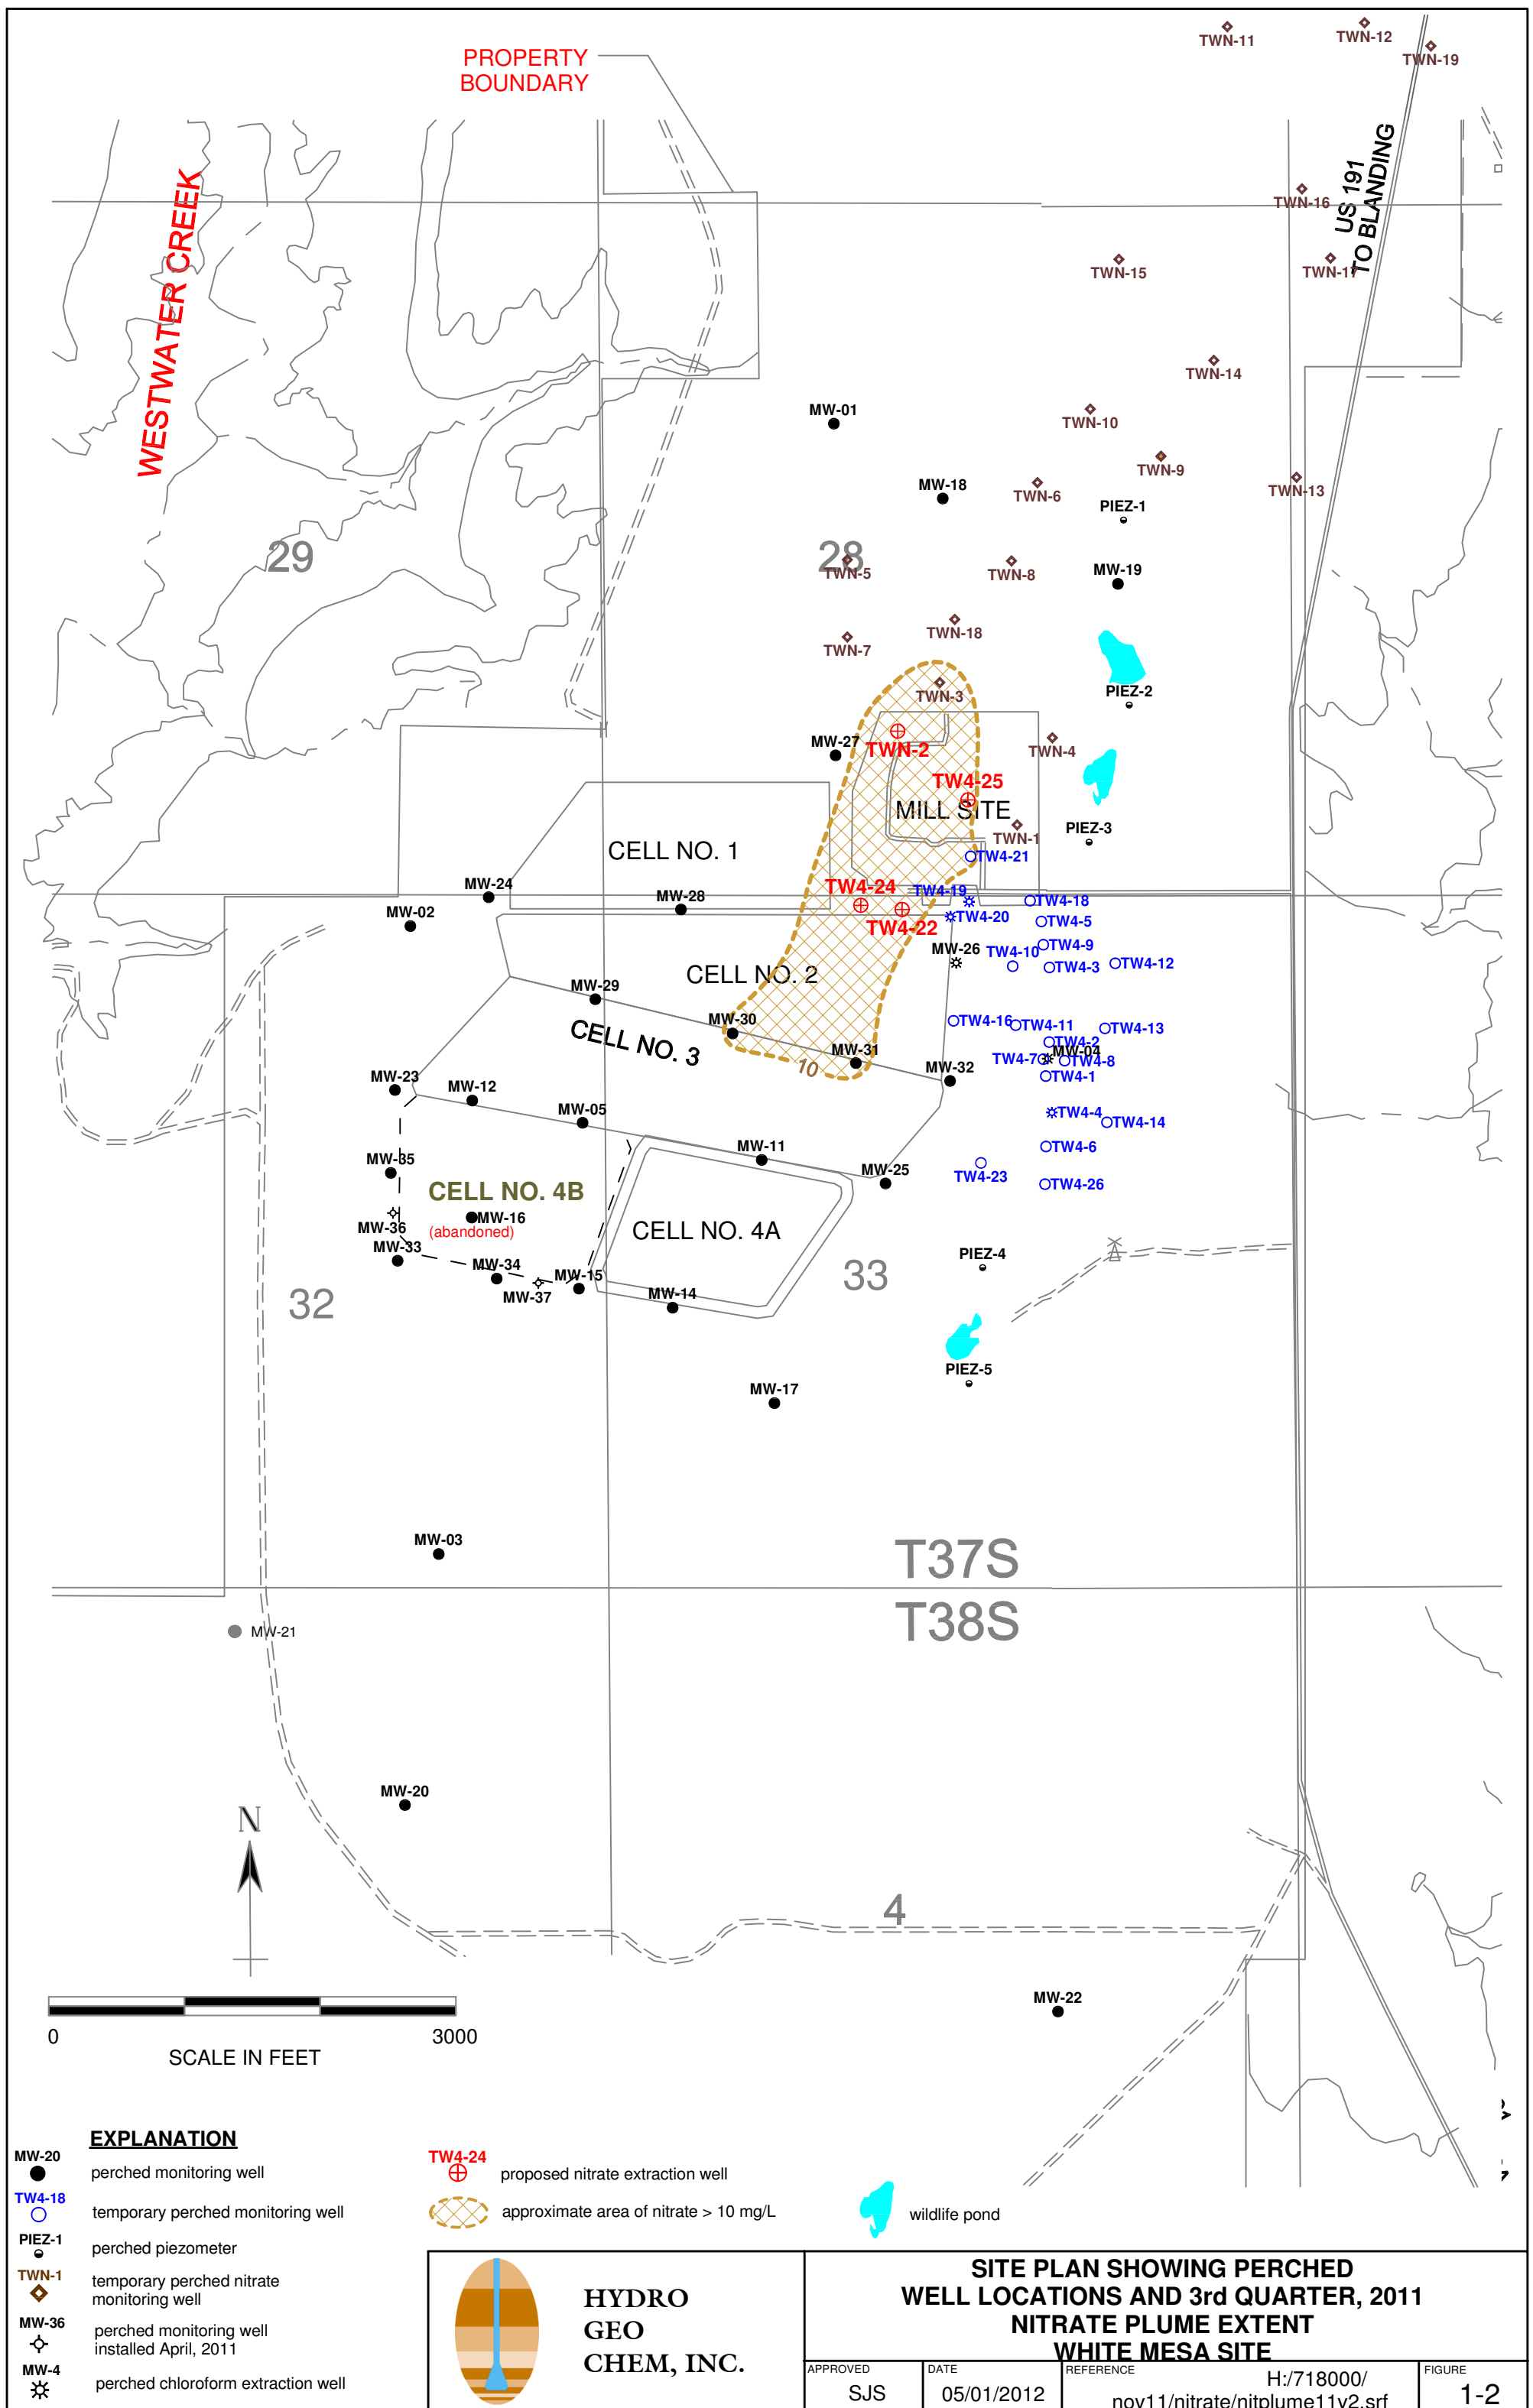 PROPERTY
BOUNDARY
TWN-11
TWN-12
TWN-19
WESTWATER CREEK
US 191
TO BLANDING
TWN-16
TWN-15
TWN-17
TWN-14
MW-01
TWN-10
TWN-9
MW-18
TWN-6
TWN-13
PIEZ-1
29
28
TWN-5
TWN-8
MW-19
TWN-18
TWN-7
TWN-3
PIEZ-2
MW-27
TWN-2
TWN-4
TW4-25
MILL SITE
TWN-1
PIEZ-3
CELL NO. 1
TW4-21
MW-24
MW-28
TW4-24
TW4-19
TW4-18
MW-02
TW4-22
TW4-20
TW4-5
MW-26
TW4-10
TW4-9
TW4-3
TW4-12
CELL NO. 2
MW-29
MW-30
CELL NO. 3
TW4-16
TW4-11
TW4-13
TW4-2
MW-31
10
TW4-7
MW-04
TW4-8
MW-32
TW4-1
MW-23
MW-12
MW-05
TW4-4
TW4-14
MW-11
TW4-6
MW-35
MW-25
TW4-23
TW4-26
CELL NO. 4B
MW-16
(abandoned)
MW-36
CELL NO. 4A
MW-33
PIEZ-4
33
MW-34
MW-15
MW-37
32
MW-14
PIEZ-5
MW-17
MW-03
T37S
T38S
MW-21
MW-20
N
4
MW-22
0
3000
SCALE IN FEET
EXPLANATION
MW-20
perched monitoring well
TW4-18
temporary perched monitoring well
PIEZ-1
perched piezometer
TWN-1
temporary perched nitrate
monitoring well
MW-36
perched monitoring well
installed April, 2011
MW-4
perched chloroform extraction well
TW4-24
proposed nitrate extraction well
approximate area of nitrate > 10 mg/L
wildlife pond
HYDRO
GEO
CHEM, INC.
SITE PLAN SHOWING PERCHED
WELL LOCATIONS AND 3rd QUARTER, 2011
NITRATE PLUME EXTENT
WHITE MESA SITE
APPROVED
SJS
DATE
05/01/2012
REFERENCE
H:/718000/
nov11/nitrate/nitplume11v2.srf
FIGURE
1-2